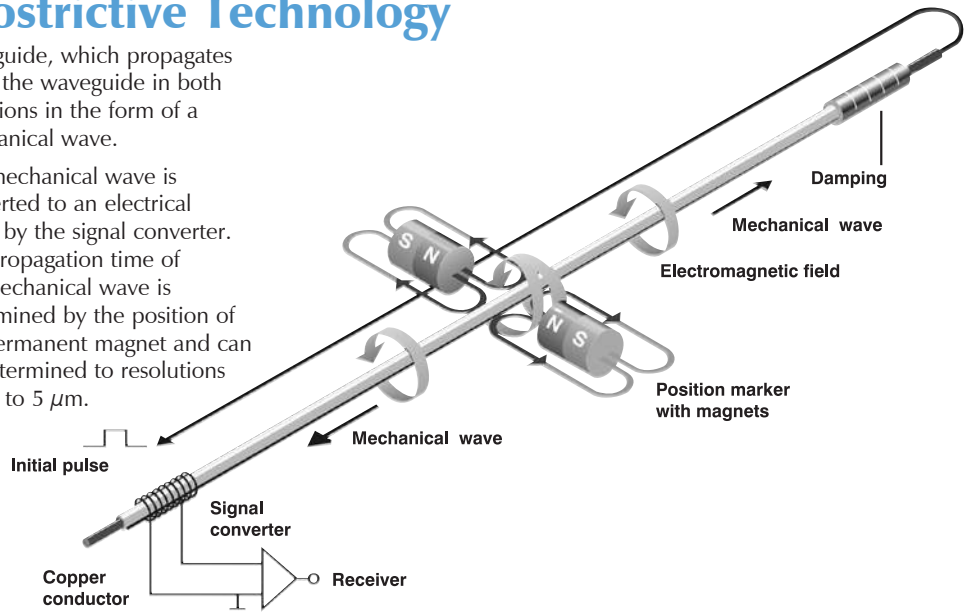 ostrictive Technology
guide, which propagates
the waveguide in both
ions in the form of a
anical wave.
nechanical wave is
erted to an electrical
by the signal converter.
ropagation time of
echanical wave is
mined by the position of
ermanent magnet and can
termined to resolutions
to 5 µm.
Damping
Mechanical wave
Electromagnetic field
S N
N S
Position marker
with magnets
Mechanical wave
Initial pulse
Signal
converter
Copper
conductor
Receiver